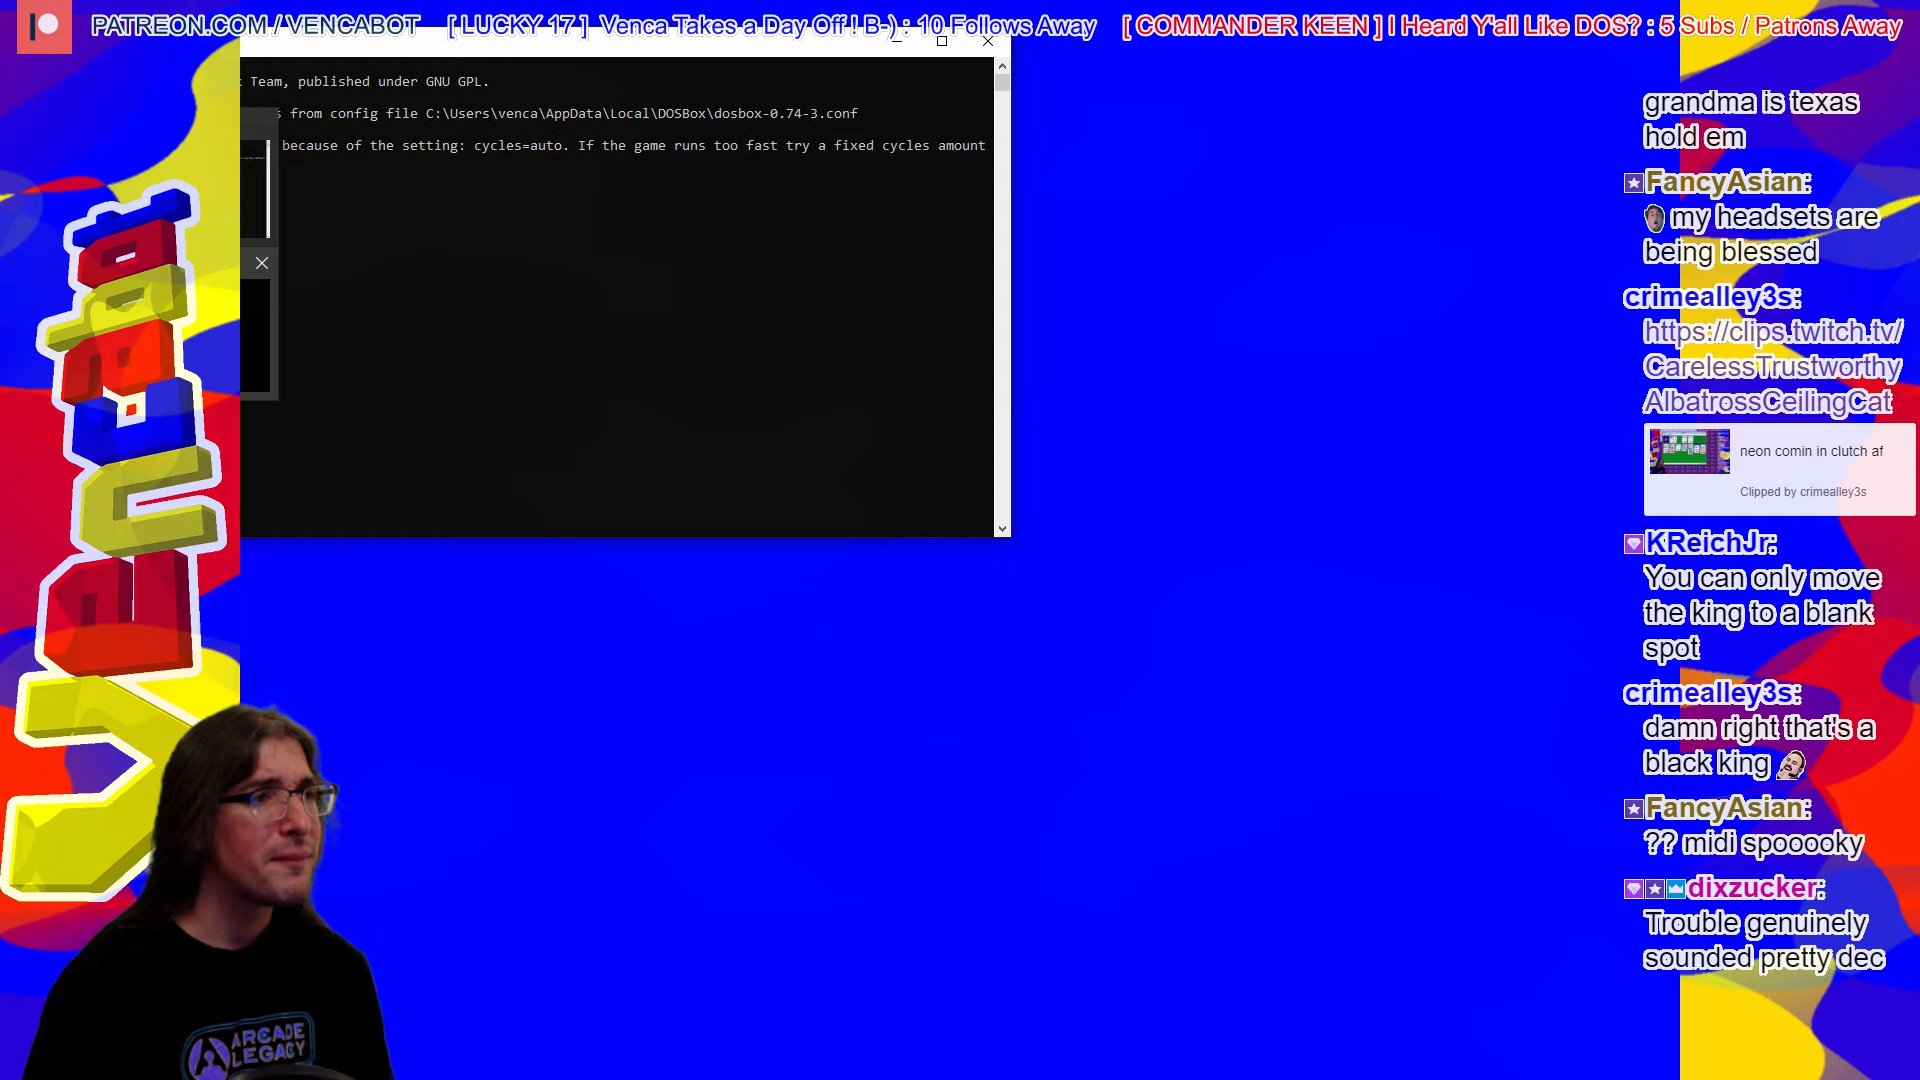 PATREON.COM / VENCABOT [ LUCKY 17 ] Venca Takes a Day Off ! B-) : 10 Follows Away [ COMMANDER KEEN ] I Heard Y'all Like DOS? : 5 Subs / Patrons Away
Team, published under GNU GPL.
from config file C:\Users\venca\AppData\Local\DOSBox\dosbox-0.74-3.conf
because of the setting: cycles=auto. If the game runs too fast try a fixed cycles amount
VencaBot
ARCADE
LEGACY
grandma is texas
hold em
FancyAsian:
my headsets are
being blessed
crimealley3s:
https://clips.twitch.tv/
CarelessTrustworthy
AlbatrossCeilingCat
neon comin in clutch af
Clipped by crimealley3s
KReichJr:
You can only move
the king to a blank
spot
crimealley3s:
damn right that's a
black king
FancyAsian:
?? midi spooooky
dixzucker:
Trouble genuinely
sounded pretty dec